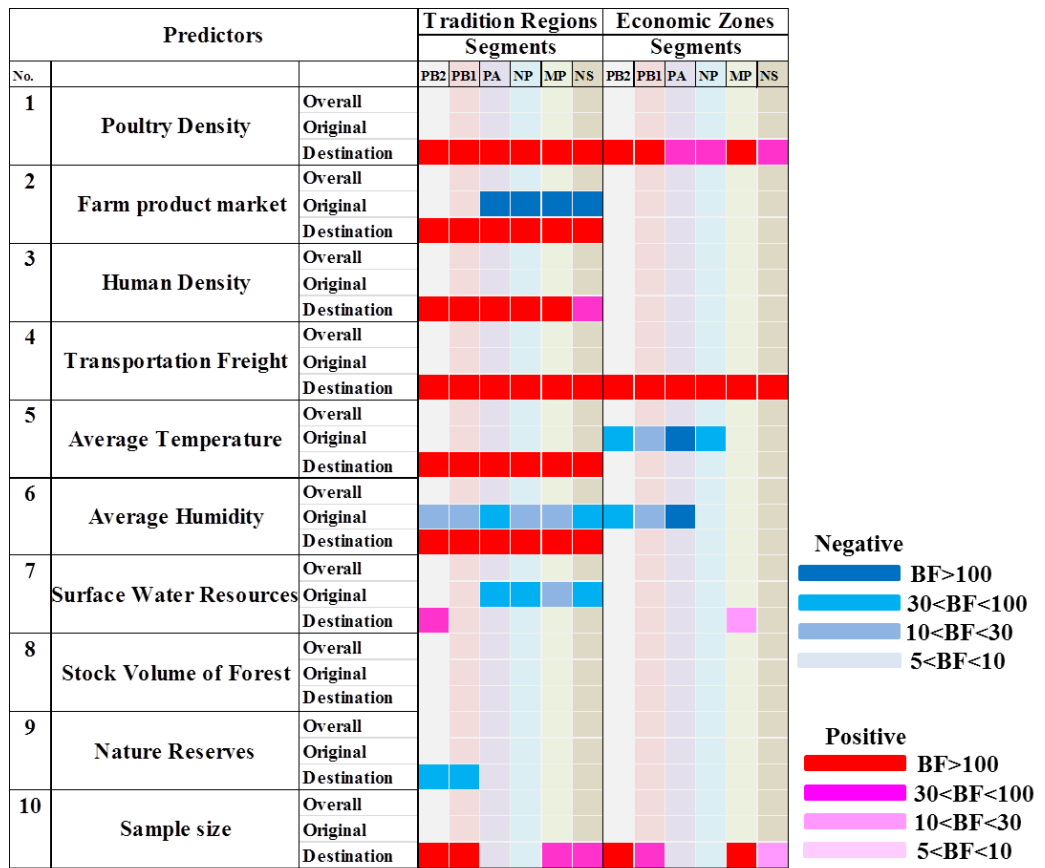 Predictors
Tradition Regions Economic Zones
Segments Segments
No. PB2 PB1 PA NP MP NS PB2 PB1 PA NP MP NS
1 Poultry Density Overall
Original
Destination
2 Farm product market Overall
Original
Destination
3 Human Density Overall
Original
Destination
4 Transportation Freight Overall
Original
Destination
5 Average Temperature Overall
Original
Destination
6 Average Humidity Overall
Original
Destination
7 Surface Water Resources Overall
Original
Destination
8 Stock Volume of Forest Overall
Original
Destination
9 Nature Reserves Overall
Original
Destination
10 Sample size Overall
Original
Destination
Negative
BF>100
30<BF<100
10<BF<30
5<BF<10
Positive
BF>100
30<BF<100
10<BF<30
5<BF<10